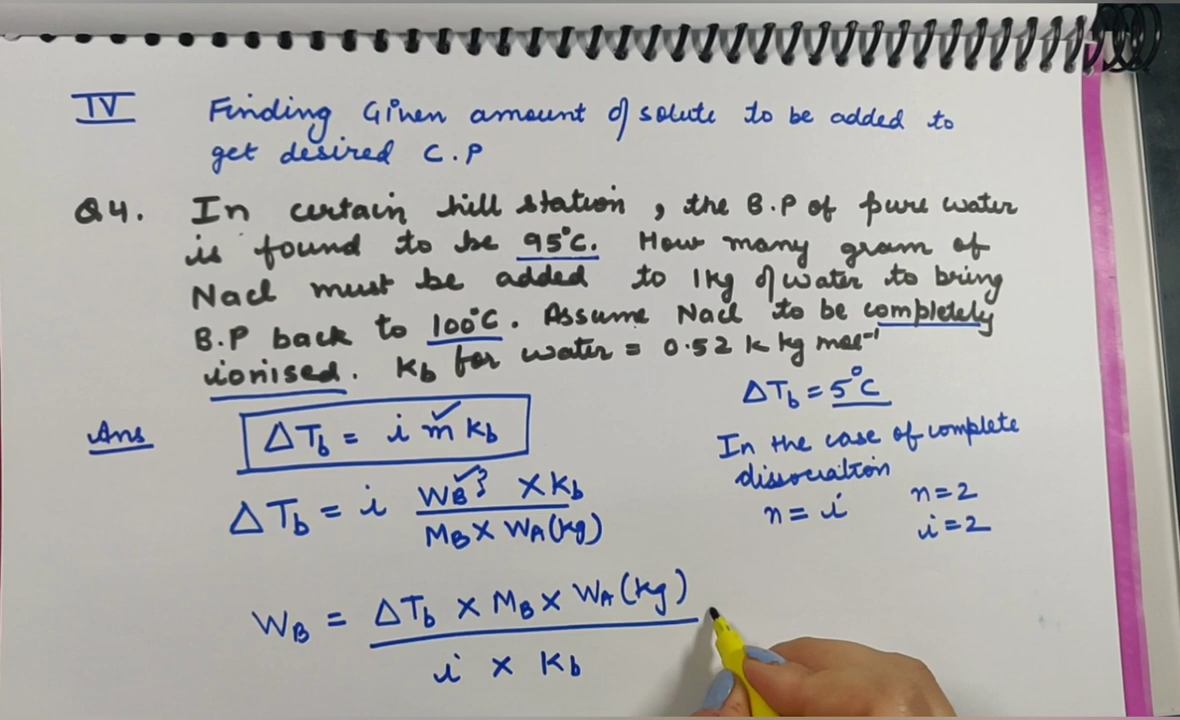 IV Finding Given amount of solute to be added to
get desired C.P
Q4. In certain hill station, the B.P of pure water
is found to be 95°C. How many gram of
Nacl must be added to 1kg of water to bring
B.P back to 100°C. Assume Nacl to be completely
ionised. Kb for water = 0.52 k kg mol⁻¹
ΔTb = 5°C
Ans ΔTb = i m Kb
In the case of complete
dissociation
n = i n=2
i=2
ΔTb = i WB × Kb
MB × WA(kg)
WB = ΔTb × MB × WA(kg)
i × Kb